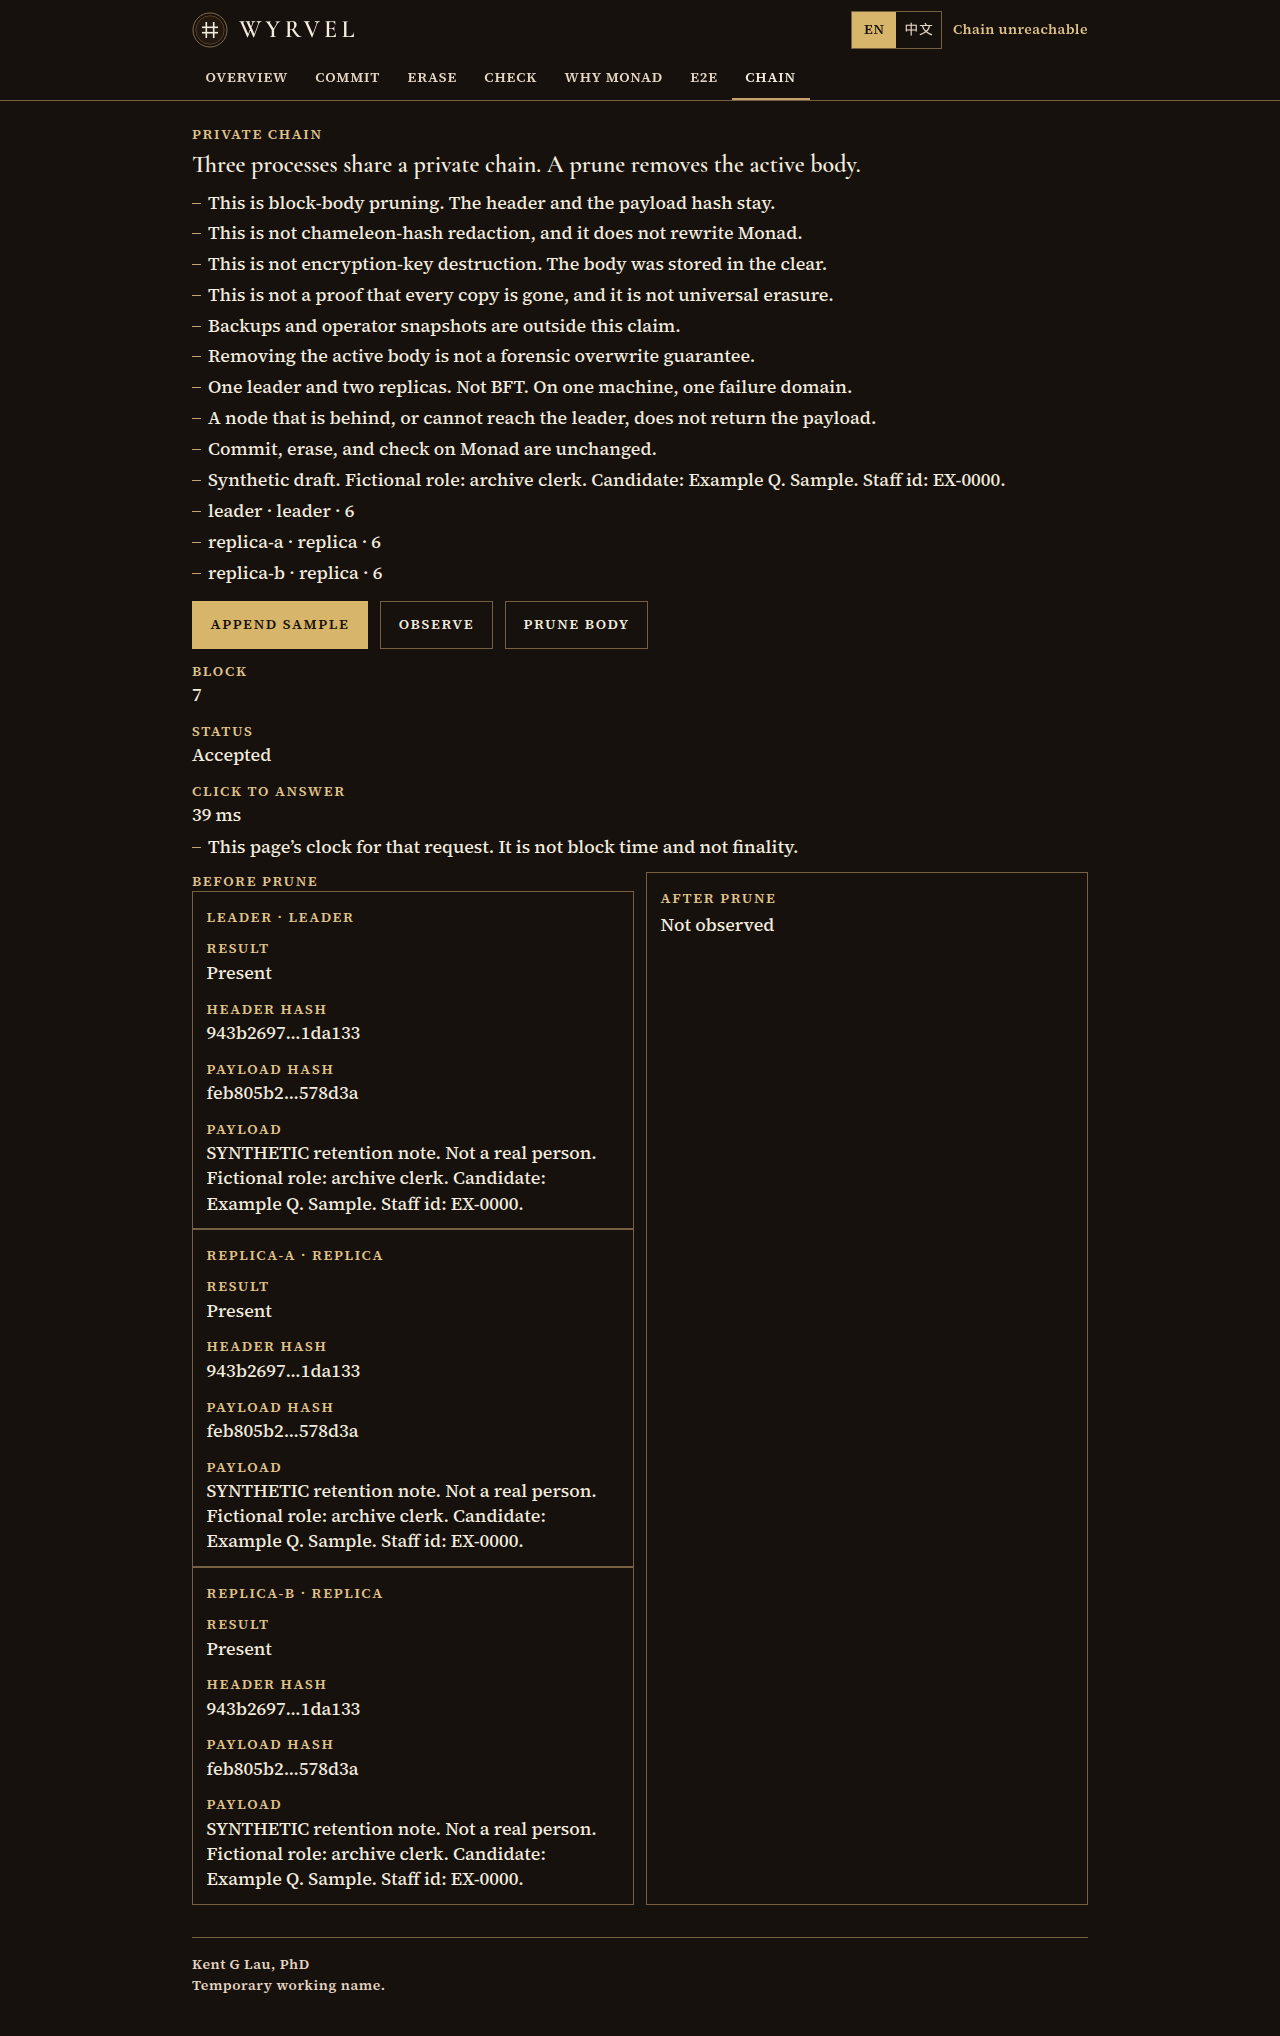 WYRVEL
EN 中文 Chain unreachable
OVERVIEW COMMIT ERASE CHECK WHY MONAD E2E CHAIN
PRIVATE CHAIN
Three processes share a private chain. A prune removes the active body.
– This is block-body pruning. The header and the payload hash stay.
– This is not chameleon-hash redaction, and it does not rewrite Monad.
– This is not encryption-key destruction. The body was stored in the clear.
– This is not a proof that every copy is gone, and it is not universal erasure.
– Backups and operator snapshots are outside this claim.
– Removing the active body is not a forensic overwrite guarantee.
– One leader and two replicas. Not BFT. On one machine, one failure domain.
– A node that is behind, or cannot reach the leader, does not return the payload.
– Commit, erase, and check on Monad are unchanged.
– Synthetic draft. Fictional role: archive clerk. Candidate: Example Q. Sample. Staff id: EX-0000.
– leader · leader · 6
– replica-a · replica · 6
– replica-b · replica · 6
APPEND SAMPLE OBSERVE PRUNE BODY
BLOCK
7
STATUS
Accepted
CLICK TO ANSWER
39 ms
– This page’s clock for that request. It is not block time and not finality.
BEFORE PRUNE
LEADER · LEADER
RESULT
Present
HEADER HASH
943b2697…1da133
PAYLOAD HASH
feb805b2…578d3a
PAYLOAD
SYNTHETIC retention note. Not a real person.
Fictional role: archive clerk. Candidate:
Example Q. Sample. Staff id: EX-0000.
REPLICA-A · REPLICA
RESULT
Present
HEADER HASH
943b2697…1da133
PAYLOAD HASH
feb805b2…578d3a
PAYLOAD
SYNTHETIC retention note. Not a real person.
Fictional role: archive clerk. Candidate:
Example Q. Sample. Staff id: EX-0000.
REPLICA-B · REPLICA
RESULT
Present
HEADER HASH
943b2697…1da133
PAYLOAD HASH
feb805b2…578d3a
PAYLOAD
SYNTHETIC retention note. Not a real person.
Fictional role: archive clerk. Candidate:
Example Q. Sample. Staff id: EX-0000.
AFTER PRUNE
Not observed
Kent G Lau, PhD
Temporary working name.